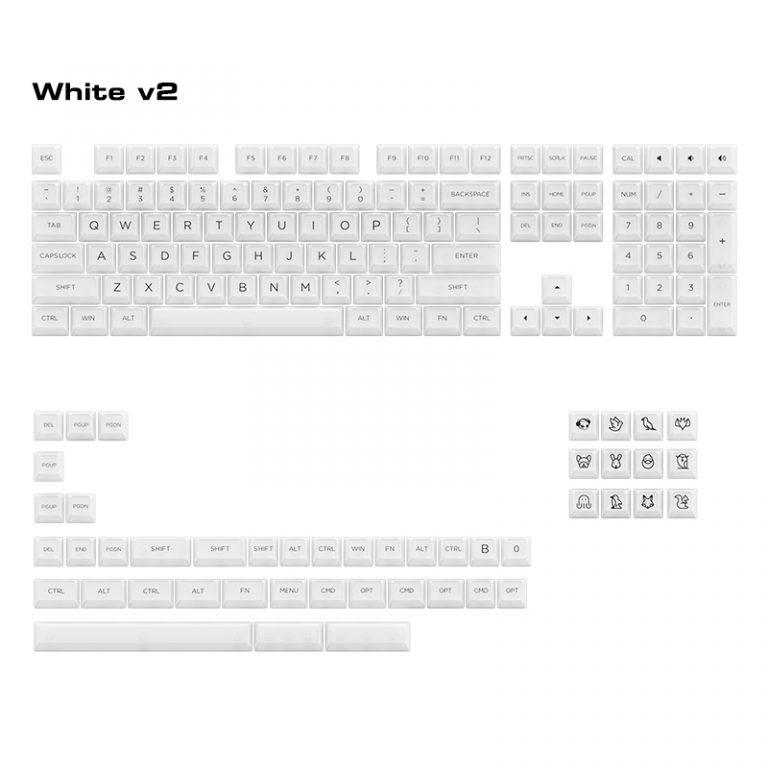 White v2
ESC F1 F2 F3 F4 F5 F6 F7 F8 F9 F10 F11 F12 PRTSC SCRLK PAUSE CAL
~ ! @ # $ % ^ & * ( ) – + BACKSPACE INS HOME PGUP NUM / * –
` 1 2 3 4 5 6 7 8 9 0 - =
TAB Q W E R T Y U I O P { } | DEL END PGDN 7 8 9 +
[ ] \
CAPSLOCK A S D F G H J K L : " ENTER 4 5 6
; '
SHIFT Z X C V B N M < > ? SHIFT 1 2 3 ENTER
, . /
CTRL WIN ALT ALT WIN FN CTRL 0 .
DEL PGUP PGDN
PGUP
PGUP PGDN
DEL END PGDN SHIFT SHIFT SHIFT ALT CTRL WIN FN ALT CTRL B 0
CTRL ALT CTRL ALT FN MENU CMD OPT CMD OPT CMD OPT